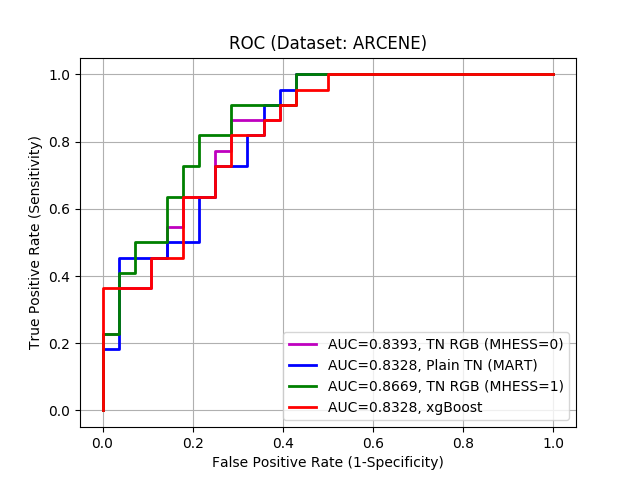 ROC (Dataset: ARCENE)
True Positive Rate (Sensitivity)
1.0
0.8
0.6
0.4
0.2
0.0
AUC=0.8393, TN RGB (MHESS=0)
AUC=0.8328, Plain TN (MART)
AUC=0.8669, TN RGB (MHESS=1)
AUC=0.8328, xgBoost
0.0 0.2 0.4 0.6 0.8 1.0
False Positive Rate (1-Specificity)